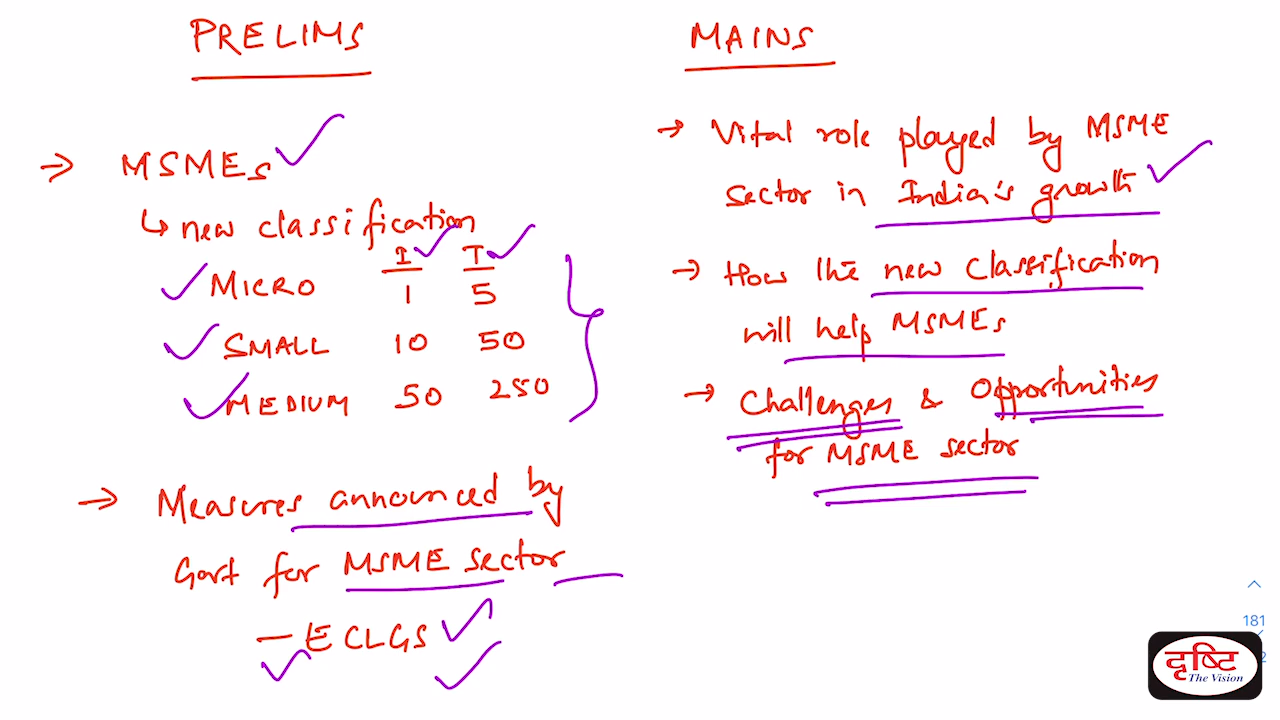 PRELIMS
→ MSMEs
↳ new classification
I T
MICRO 1 5
SMALL 10 50
MEDIUM 50 250
→ Measures announced by
Govt for MSME sector
— ECLGS
MAINS
→ Vital role played by MSME
sector in India's growth
→ How the new classification
will help MSMEs
→ Challenges & Opportunities
for MSME sector
181
2
दृष्टि
The Vision